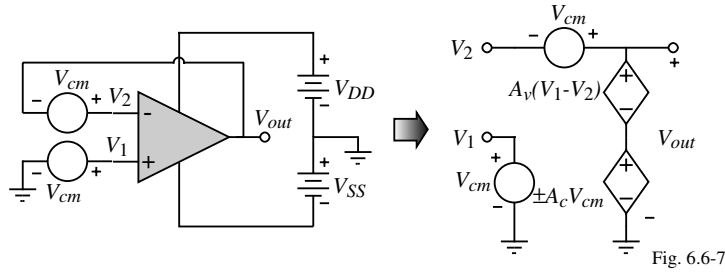 V_cm
V_2
V_1
V_cm
V_out
V_DD
V_SS
V_2
V_cm
A_v(V_1-V_2)
V_1
V_cm
±A_cV_cm
V_out
Fig. 6.6-7